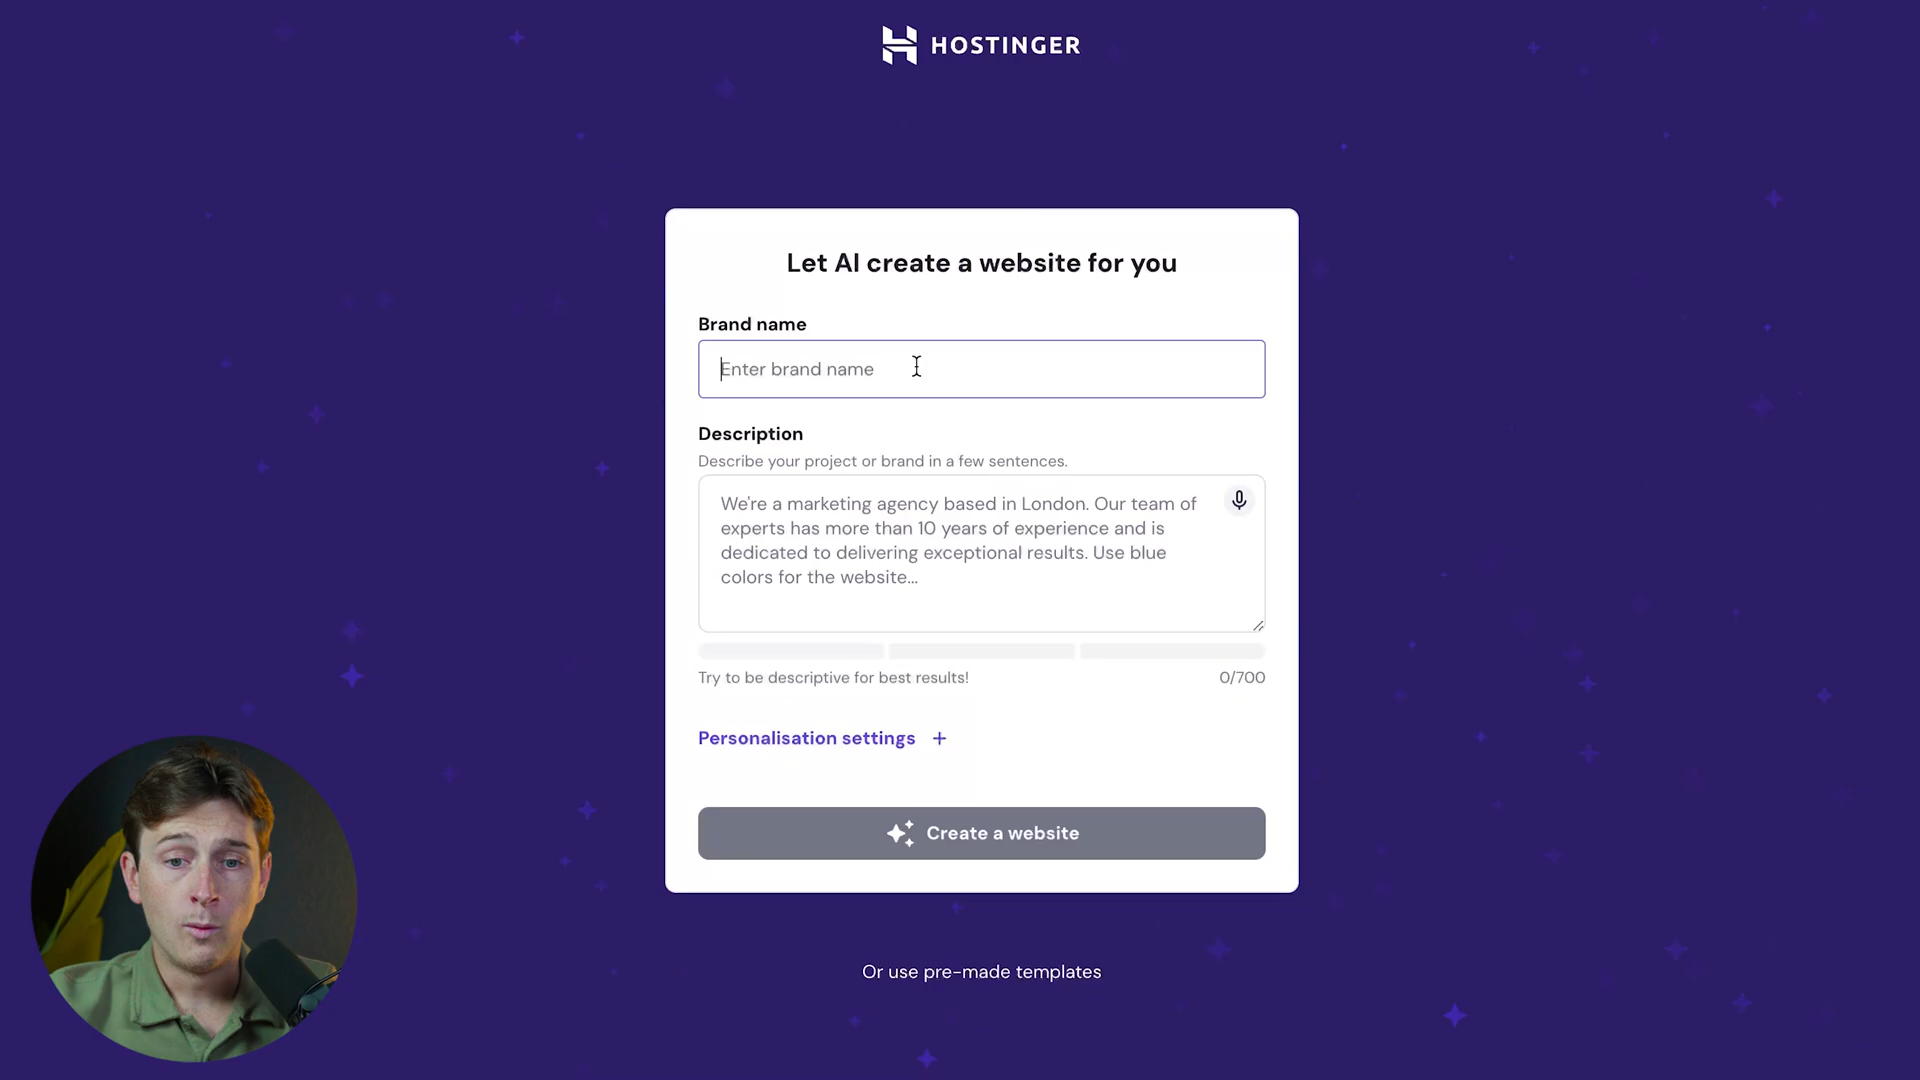 HOSTINGER
Let AI create a website for you
Brand name
Enter brand name
Description
Describe your project or brand in a few sentences.
We're a marketing agency based in London. Our team of
experts has more than 10 years of experience and is
dedicated to delivering exceptional results. Use blue
colors for the website...
Try to be descriptive for best results!
0/700
Personalisation settings +
Create a website
Or use pre-made templates